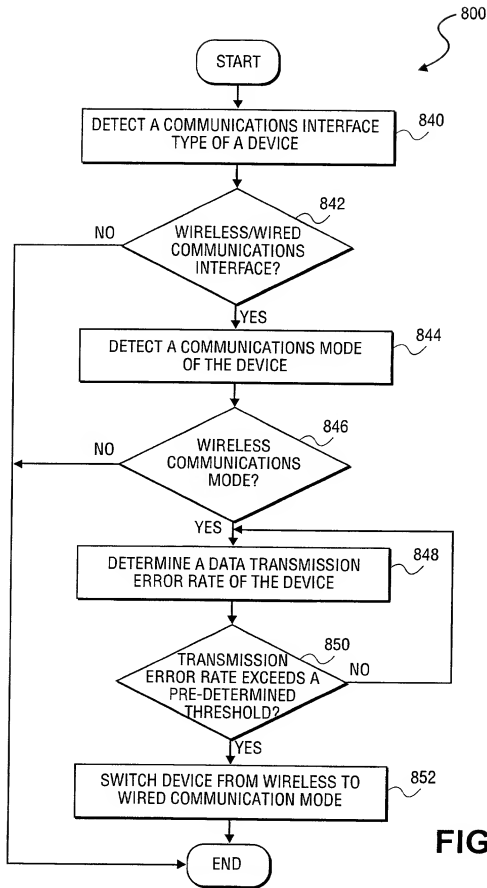 800
START
DETECT A COMMUNICATIONS INTERFACE
TYPE OF A DEVICE
840
842
NO
WIRELESS/WIRED
COMMUNICATIONS
INTERFACE?
YES
DETECT A COMMUNICATIONS MODE
OF THE DEVICE
844
846
NO
WIRELESS
COMMUNICATIONS
MODE?
YES
DETERMINE A DATA TRANSMISSION
ERROR RATE OF THE DEVICE
848
850
TRANSMISSION
ERROR RATE EXCEEDS A
PRE-DETERMINED
THRESHOLD?
NO
YES
SWITCH DEVICE FROM WIRELESS TO
WIRED COMMUNICATION MODE
852
END
FIG